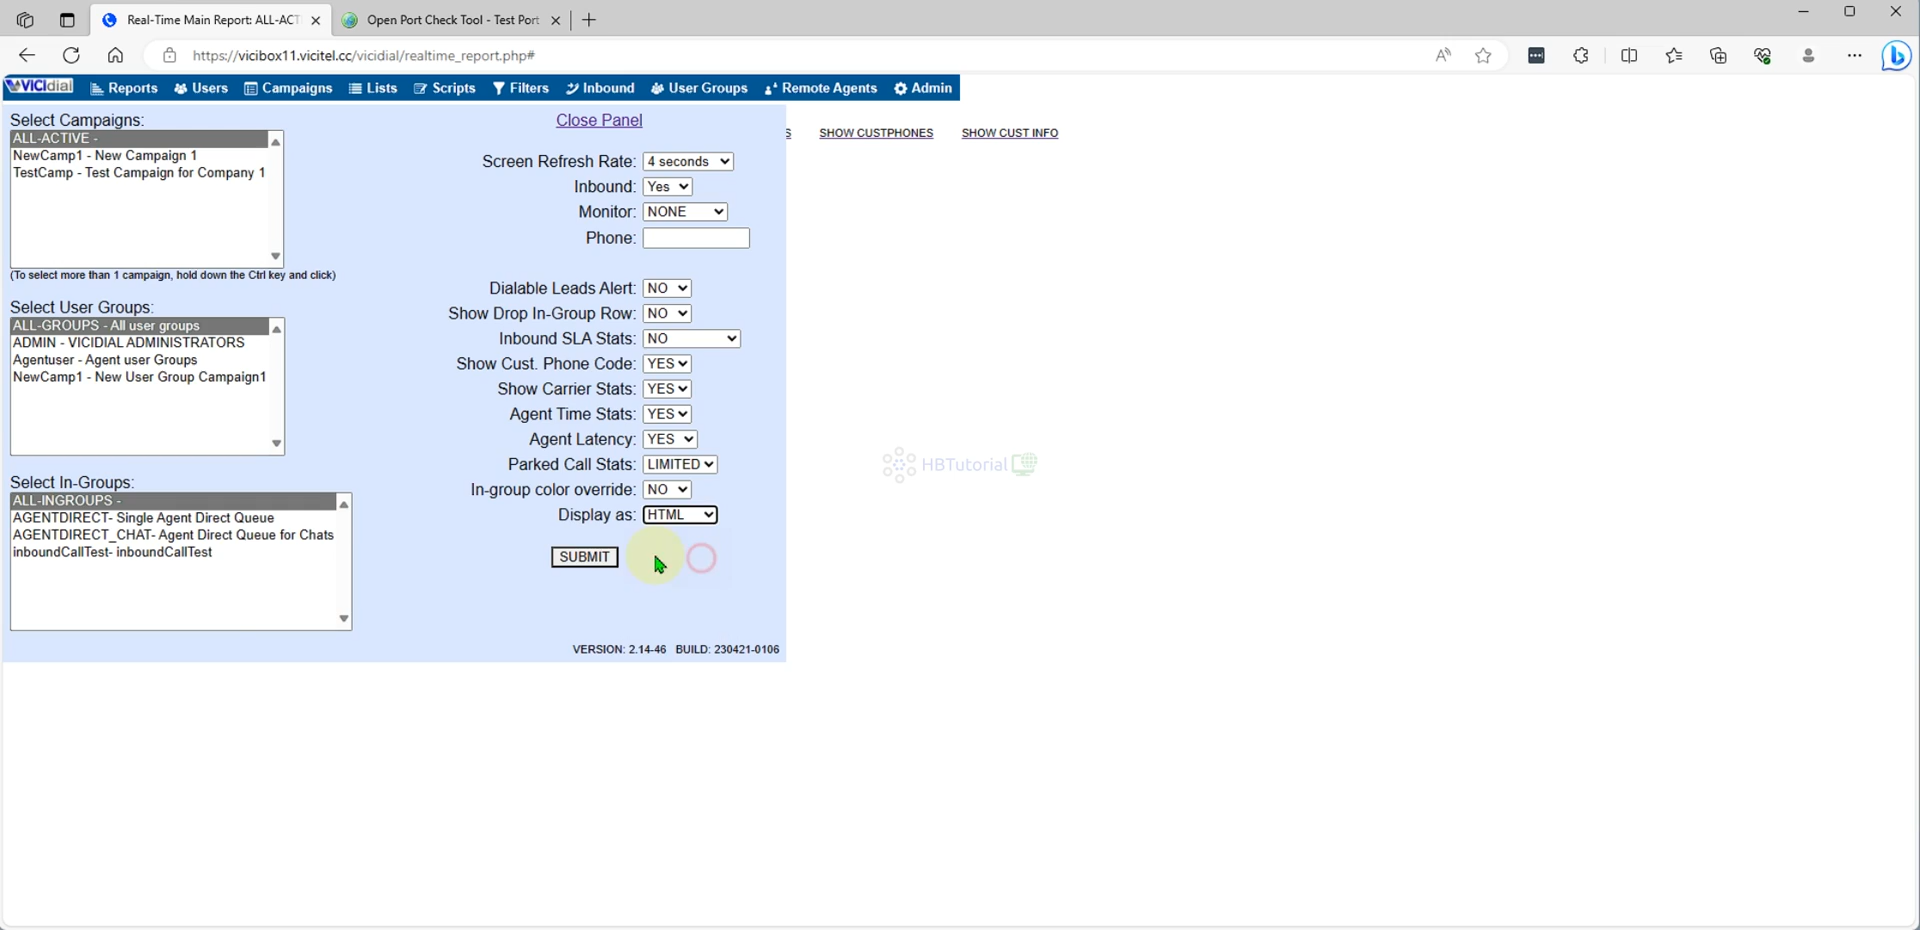 Real-Time Main Report: ALL-ACT
Open Port Check Tool - Test Port
https://vicibox11.vicitel.cc/vicidial/realtime_report.php#
VICIdial
Reports
Users
Campaigns
Lists
Scripts
Filters
Inbound
User Groups
Remote Agents
Admin
Select Campaigns:
ALL-ACTIVE -
NewCamp1 - New Campaign 1
TestCamp - Test Campaign for Company 1
(To select more than 1 campaign, hold down the Ctrl key and click)
Select User Groups:
ALL-GROUPS - All user groups
ADMIN - VICIDIAL ADMINISTRATORS
Agentuser - Agent user Groups
NewCamp1 - New User Group Campaign1
Select In-Groups:
ALL-INGROUPS -
AGENTDIRECT- Single Agent Direct Queue
AGENTDIRECT_CHAT- Agent Direct Queue for Chats
inboundCallTest- inboundCallTest
Close Panel
S SHOW CUSTPHONES SHOW CUST INFO
Screen Refresh Rate: 4 seconds
Inbound: Yes
Monitor: NONE
Phone:
Dialable Leads Alert: NO
Show Drop In-Group Row: NO
Inbound SLA Stats: NO
Show Cust. Phone Code: YES
Show Carrier Stats: YES
Agent Time Stats: YES
Agent Latency: YES
Parked Call Stats: LIMITED
In-group color override: NO
Display as: HTML
SUBMIT
VERSION: 2.14-46 BUILD: 230421-0106
HBTutorial